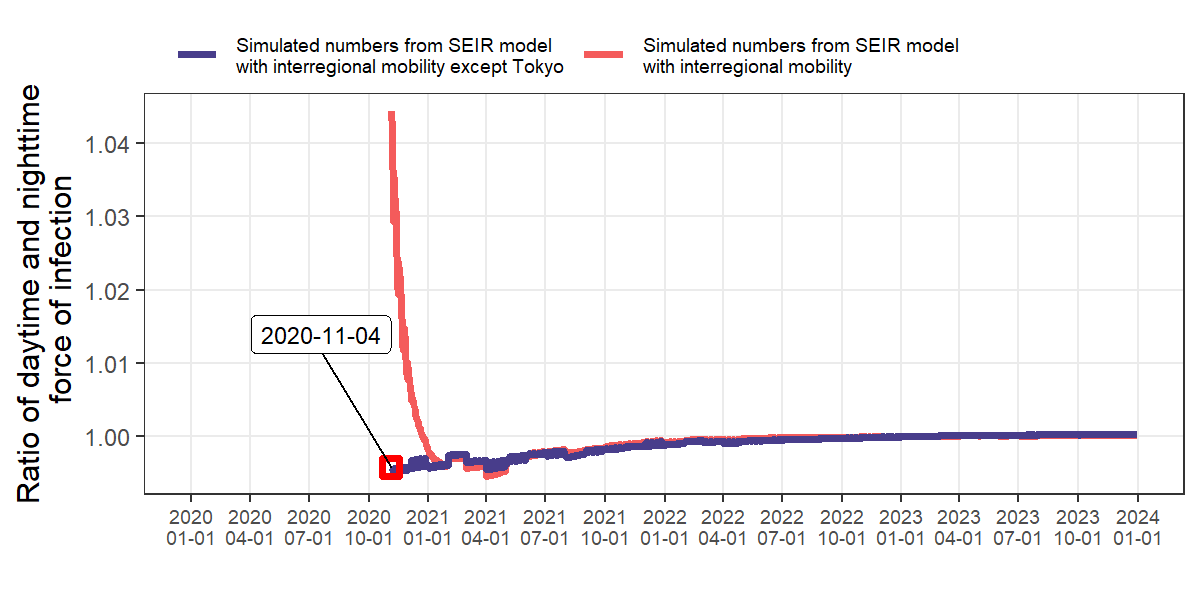 Simulated numbers from SEIR model
with interregional mobility except Tokyo
Simulated numbers from SEIR model
with interregional mobility
Ratio of daytime and nighttime
force of infection
1.04
1.03
1.02
1.01
1.00
2020-11-04
2020 2020 2020 2020 2021 2021 2021 2021 2022 2022 2022 2022 2023 2023 2023 2023 2024
01-01 04-01 07-01 10-01 01-01 04-01 07-01 10-01 01-01 04-01 07-01 10-01 01-01 04-01 07-01 10-01 01-01